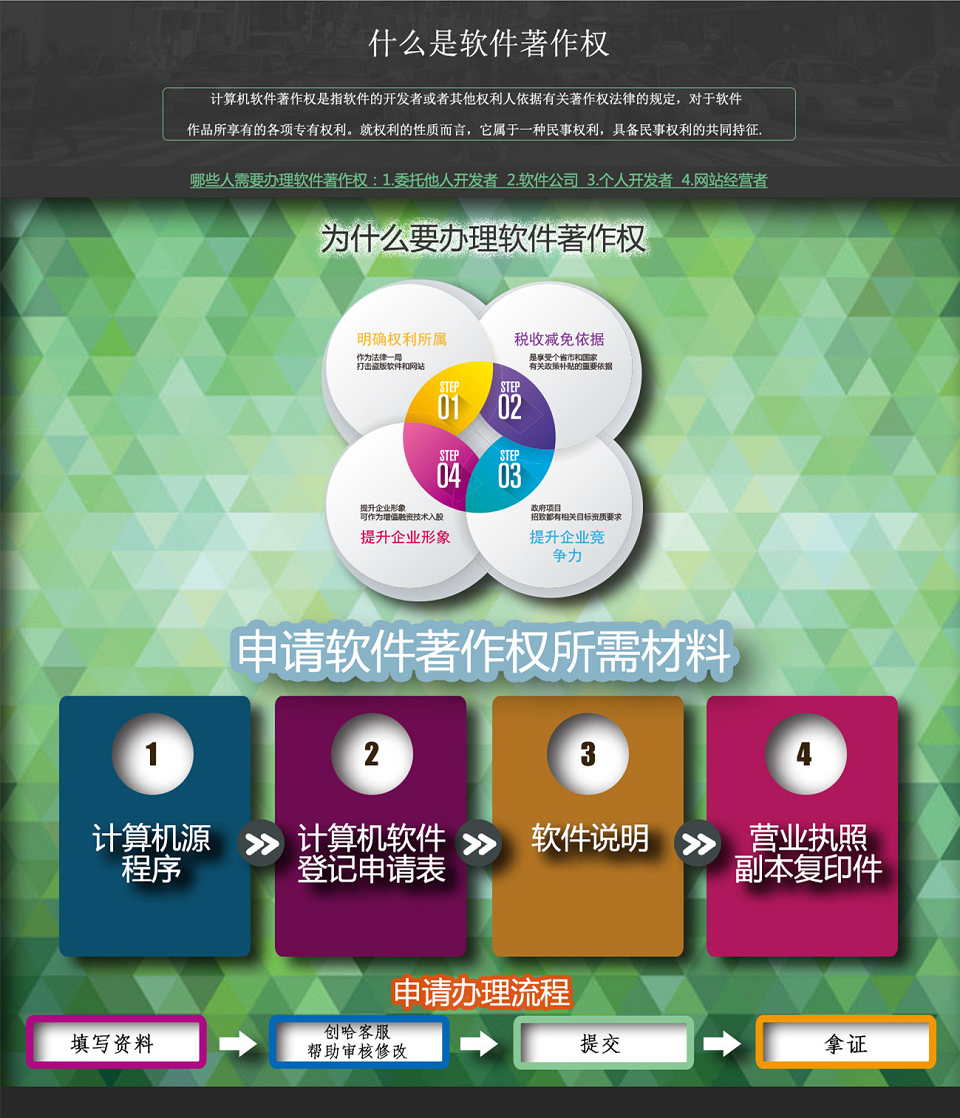 什么是软件著作权
计算机软件著作权是指软件的开发者或者其他权利人依据有关著作权法律的规定，对于软件
作品所享有的各项专有权利。就权利的性质而言，它属于一种民事权利，具备民事权利的共同持征.
哪些人需要办理软件著作权：1.委托他人开发者 2.软件公司 3.个人开发者 4.网站经营者
为什么要办理软件著作权
明确权利所属
作为法律一局
打击盗版软件和网站
STEP
01
税收减免依据
是享受个省市和国家
有关政策补贴的重要依据
STEP
02
STEP
04
提升企业形象
可作为增值融资技术入股
提升企业形象
STEP
03
政府项目
招致都有相关目标资质要求
提升企业竞
争力
申请软件著作权所需材料
1
计算机源
程序
2
计算机软件
登记申请表
3
软件说明
4
营业执照
副本复印件
申请办理流程
填写资料
创哈客服
帮助审核修改
提交
拿证